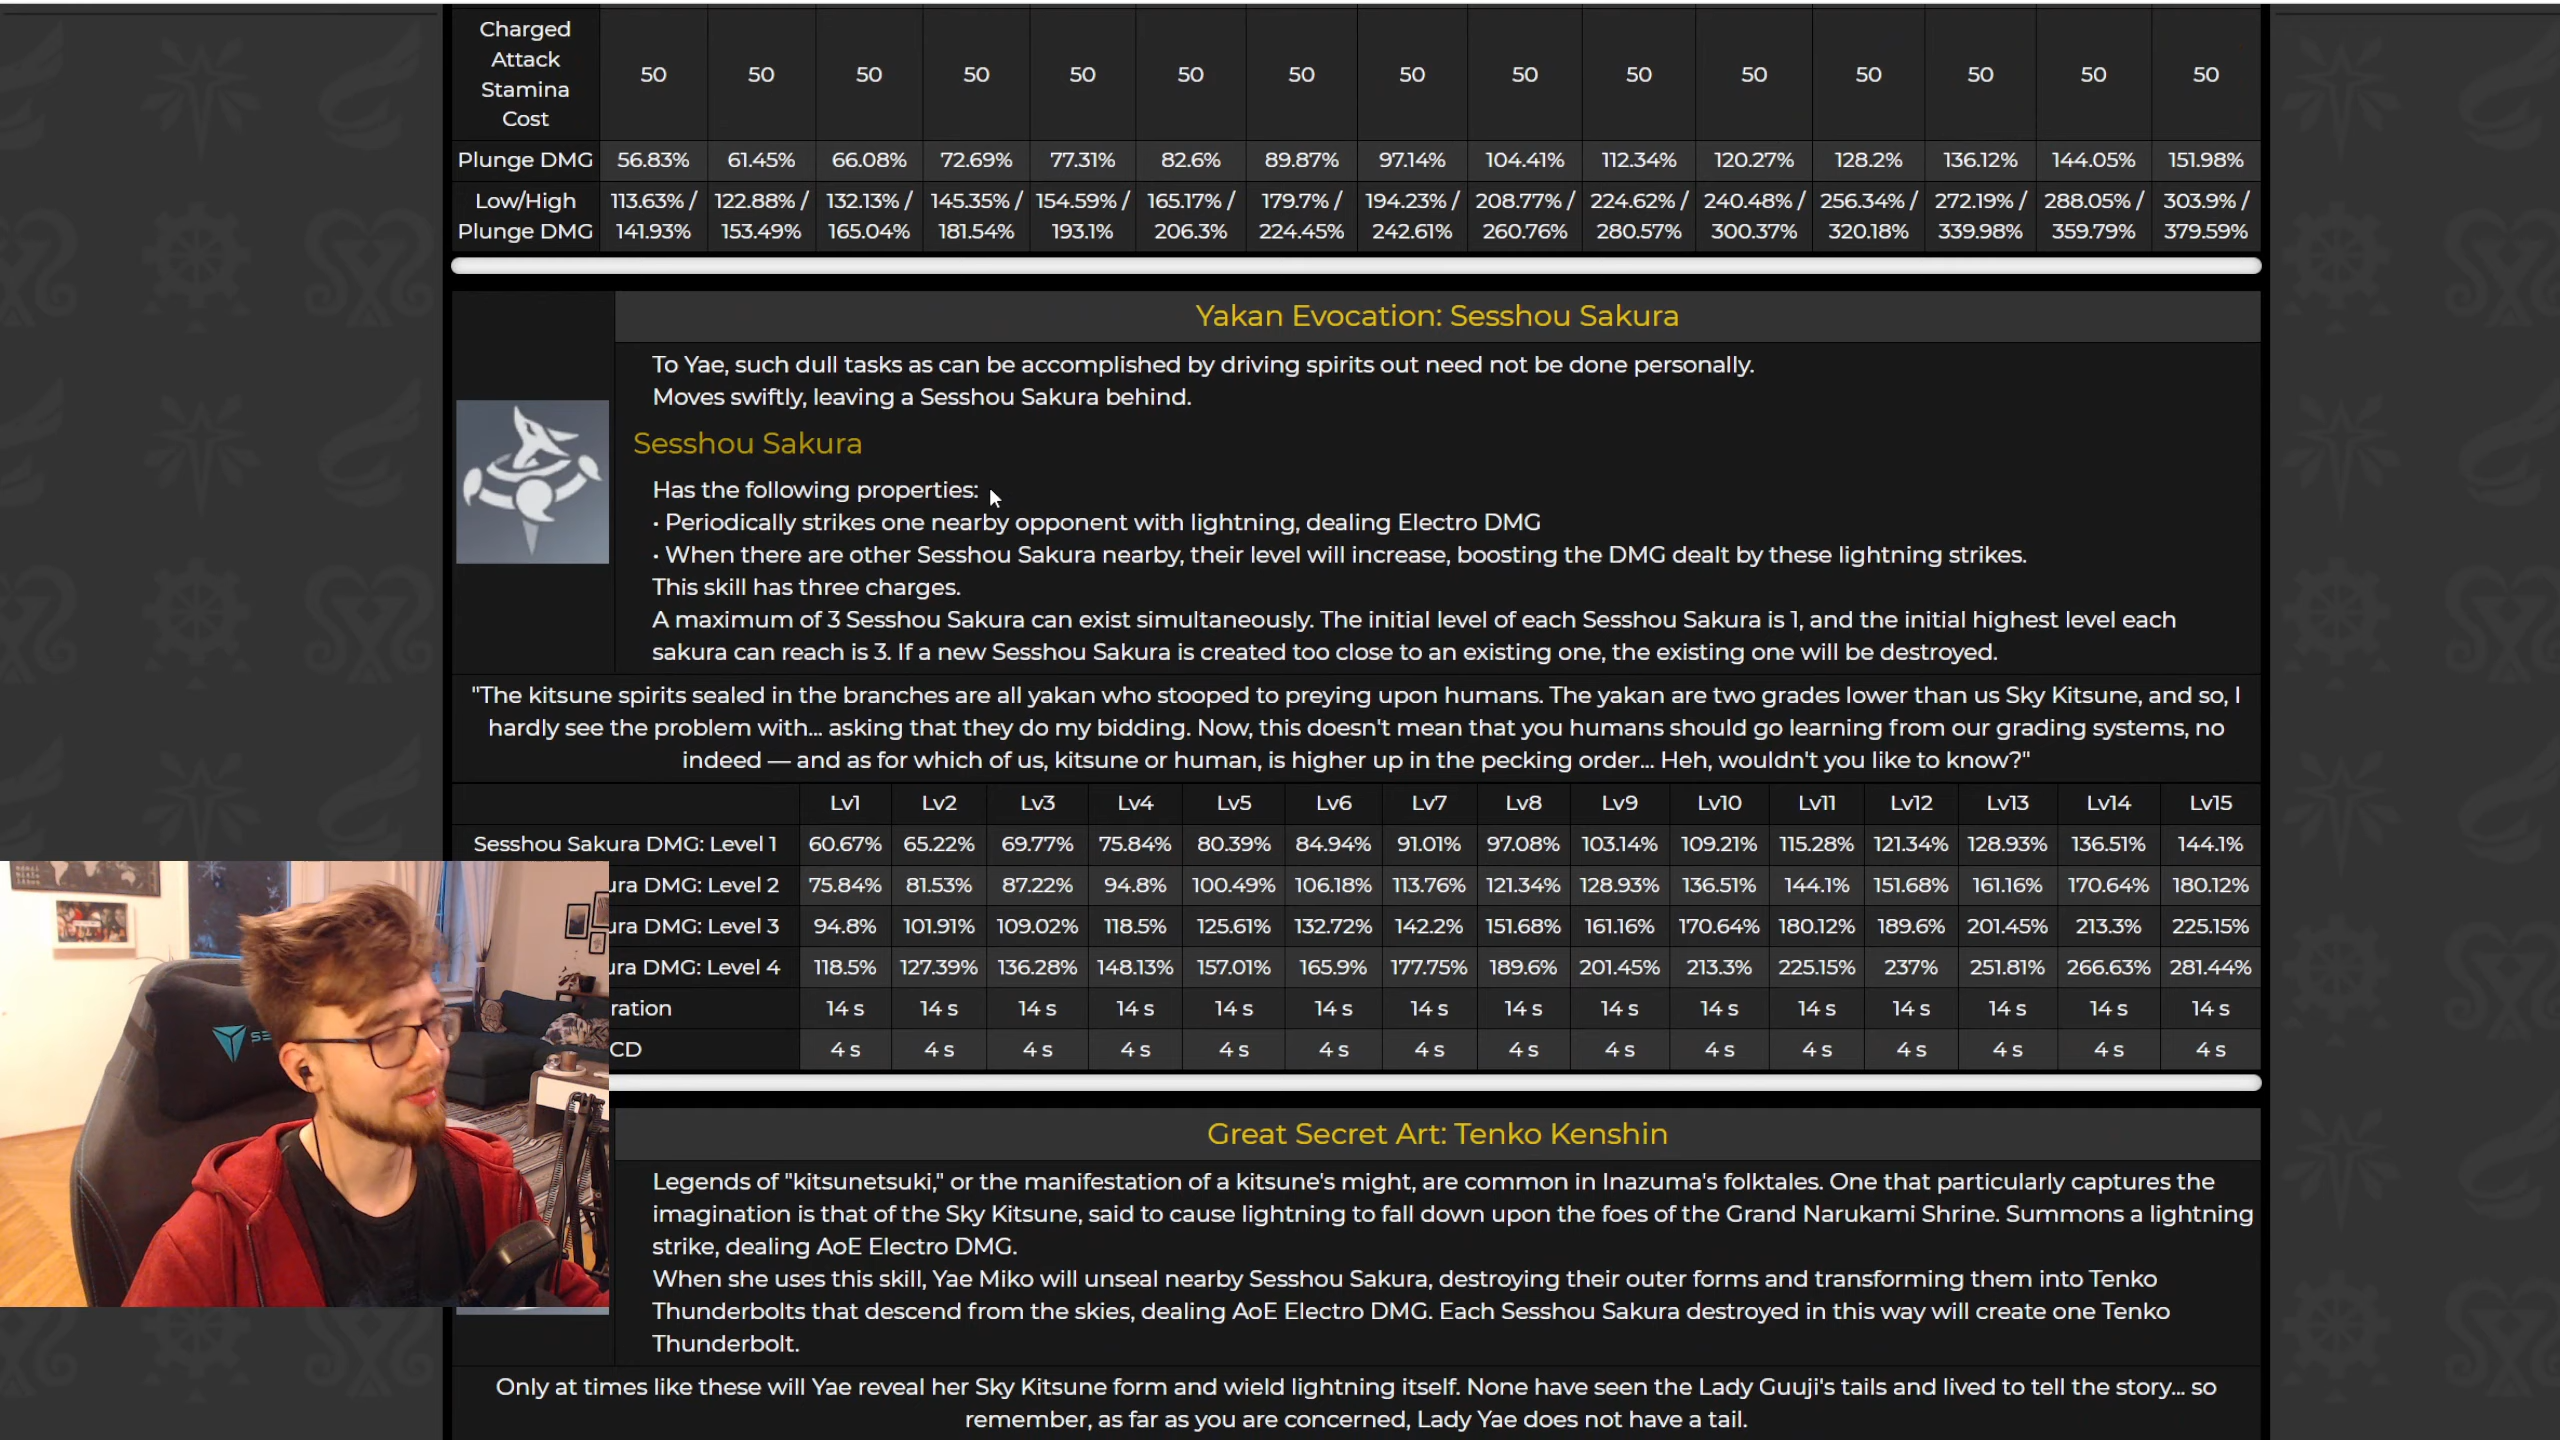 Charged
Attack
Stamina
Cost
50 50 50 50 50 50 50 50 50 50 50 50 50 50 50
Plunge DMG 56.83% 61.45% 66.08% 72.69% 77.31% 82.6% 89.87% 97.14% 104.41% 112.34% 120.27% 128.2% 136.12% 144.05% 151.98%
Low/High 113.63% / 122.88% / 132.13% / 145.35% / 154.59% / 165.17% / 179.7% / 194.23% / 208.77% / 224.62% / 240.48% / 256.34% / 272.19% / 288.05% / 303.9% /
Plunge DMG 141.93% 153.49% 165.04% 181.54% 193.1% 206.3% 224.45% 242.61% 260.76% 280.57% 300.37% 320.18% 339.98% 359.79% 379.59%
Yakan Evocation: Sesshou Sakura
To Yae, such dull tasks as can be accomplished by driving spirits out need not be done personally.
Moves swiftly, leaving a Sesshou Sakura behind.
Sesshou Sakura
Has the following properties:
• Periodically strikes one nearby opponent with lightning, dealing Electro DMG
• When there are other Sesshou Sakura nearby, their level will increase, boosting the DMG dealt by these lightning strikes.
This skill has three charges.
A maximum of 3 Sesshou Sakura can exist simultaneously. The initial level of each Sesshou Sakura is 1, and the initial highest level each
sakura can reach is 3. If a new Sesshou Sakura is created too close to an existing one, the existing one will be destroyed.
"The kitsune spirits sealed in the branches are all yakan who stooped to preying upon humans. The yakan are two grades lower than us Sky Kitsune, and so, I
hardly see the problem with... asking that they do my bidding. Now, this doesn't mean that you humans should go learning from our grading systems, no
indeed — and as for which of us, kitsune or human, is higher up in the pecking order... Heh, wouldn't you like to know?"
Lv1 Lv2 Lv3 Lv4 Lv5 Lv6 Lv7 Lv8 Lv9 Lv10 Lv11 Lv12 Lv13 Lv14 Lv15
Sesshou Sakura DMG: Level 1 60.67% 65.22% 69.77% 75.84% 80.39% 84.94% 91.01% 97.08% 103.14% 109.21% 115.28% 121.34% 128.93% 136.51% 144.1%
ura DMG: Level 2 75.84% 81.53% 87.22% 94.8% 100.49% 106.18% 113.76% 121.34% 128.93% 136.51% 144.1% 151.68% 161.16% 170.64% 180.12%
ura DMG: Level 3 94.8% 101.91% 109.02% 118.5% 125.61% 132.72% 142.2% 151.68% 161.16% 170.64% 180.12% 189.6% 201.45% 213.3% 225.15%
ura DMG: Level 4 118.5% 127.39% 136.28% 148.13% 157.01% 165.9% 177.75% 189.6% 201.45% 213.3% 225.15% 237% 251.81% 266.63% 281.44%
ration 14 s 14 s 14 s 14 s 14 s 14 s 14 s 14 s 14 s 14 s 14 s 14 s 14 s 14 s 14 s
CD 4 s 4 s 4 s 4 s 4 s 4 s 4 s 4 s 4 s 4 s 4 s 4 s 4 s 4 s 4 s
Great Secret Art: Tenko Kenshin
Legends of "kitsunetsuki," or the manifestation of a kitsune's might, are common in Inazuma's folktales. One that particularly captures the
imagination is that of the Sky Kitsune, said to cause lightning to fall down upon the foes of the Grand Narukami Shrine. Summons a lightning
strike, dealing AoE Electro DMG.
When she uses this skill, Yae Miko will unseal nearby Sesshou Sakura, destroying their outer forms and transforming them into Tenko
Thunderbolts that descend from the skies, dealing AoE Electro DMG. Each Sesshou Sakura destroyed in this way will create one Tenko
Thunderbolt.
Only at times like these will Yae reveal her Sky Kitsune form and wield lightning itself. None have seen the Lady Guuji's tails and lived to tell the story... so
remember, as far as you are concerned, Lady Yae does not have a tail.